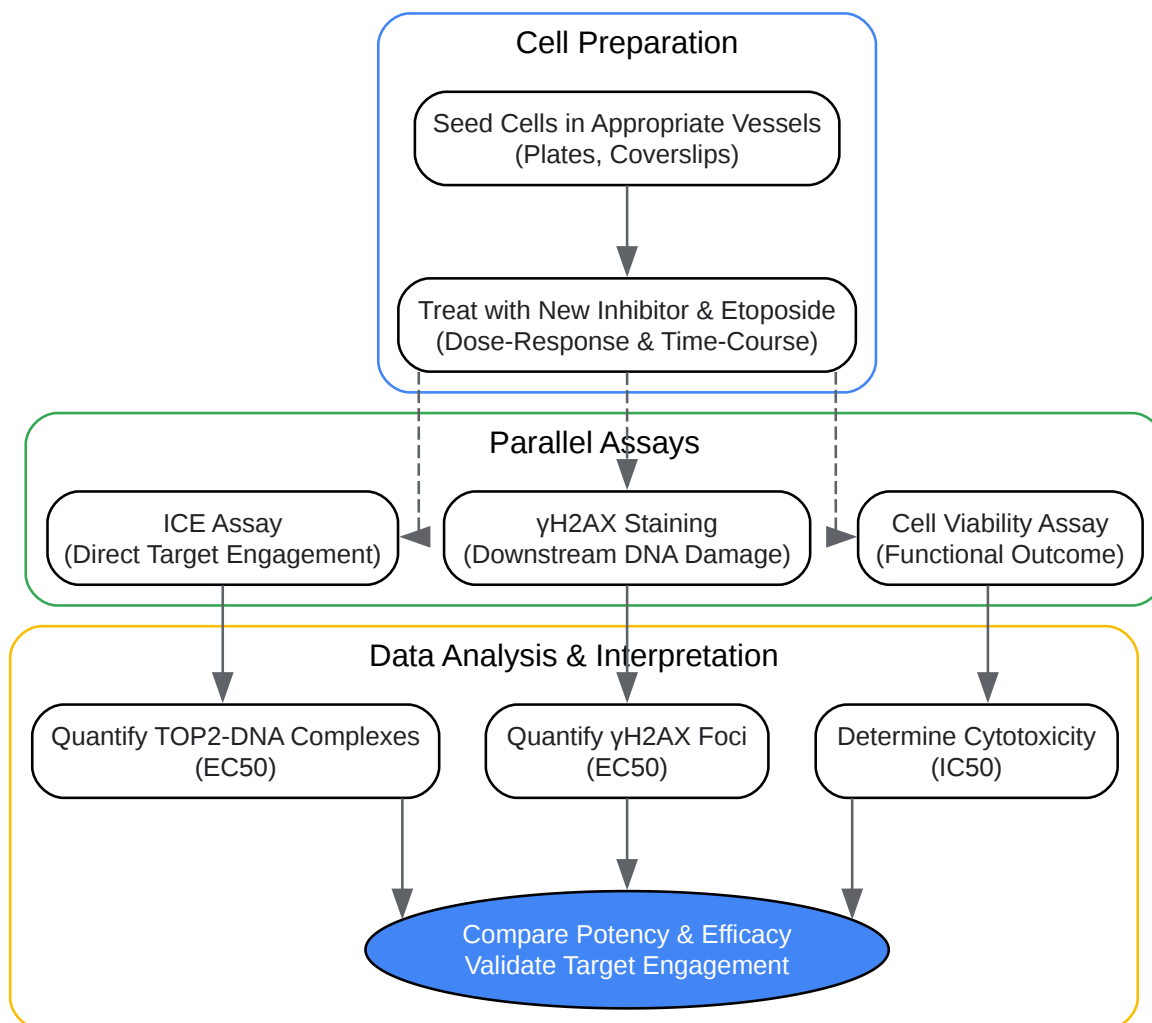 Cell Preparation
Seed Cells in Appropriate Vessels
(Plates, Coverslips)
Treat with New Inhibitor & Etoposide
(Dose-Response & Time-Course)
Parallel Assays
ICE Assay
(Direct Target Engagement)
γH2AX Staining
(Downstream DNA Damage)
Cell Viability Assay
(Functional Outcome)
Data Analysis & Interpretation
Quantify TOP2-DNA Complexes
(EC50)
Quantify γH2AX Foci
(EC50)
Determine Cytotoxicity
(IC50)
Compare Potency & Efficacy
Validate Target Engagement